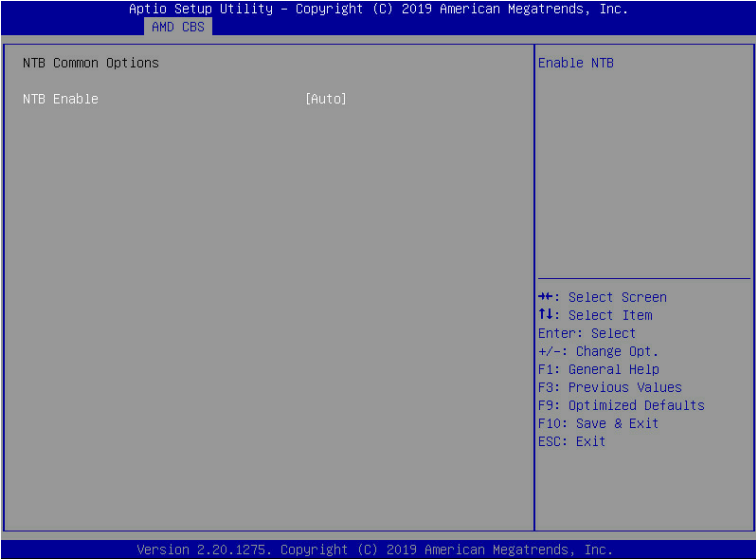 Aptio Setup Utility – Copyright (C) 2019 American Megatrends, Inc.
AMD CBS
NTB Common Options
NTB Enable [Auto]
Enable NTB
→←: Select Screen
↑↓: Select Item
Enter: Select
+/-: Change Opt.
F1: General Help
F3: Previous Values
F9: Optimized Defaults
F10: Save & Exit
ESC: Exit
Version 2.20.1275. Copyright (C) 2019 American Megatrends, Inc.